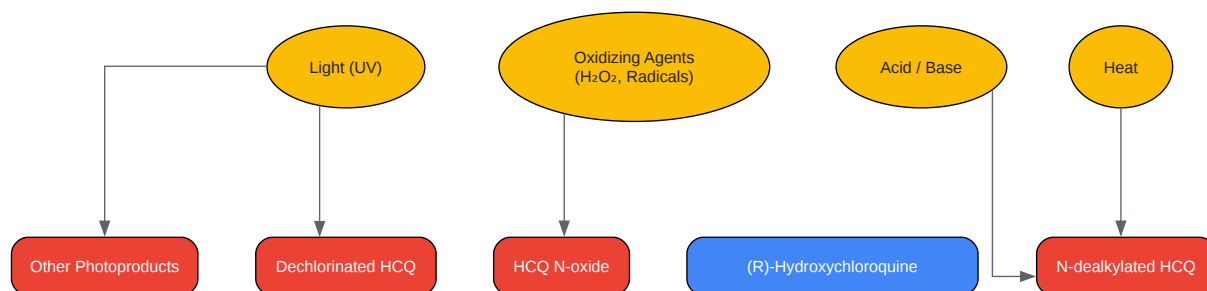 Light (UV)
Oxidizing Agents
(H₂O₂, Radicals)
Acid / Base
Heat
Other Photoproducts
Dechlorinated HCQ
HCQ N-oxide
(R)-Hydroxychloroquine
N-dealkylated HCQ